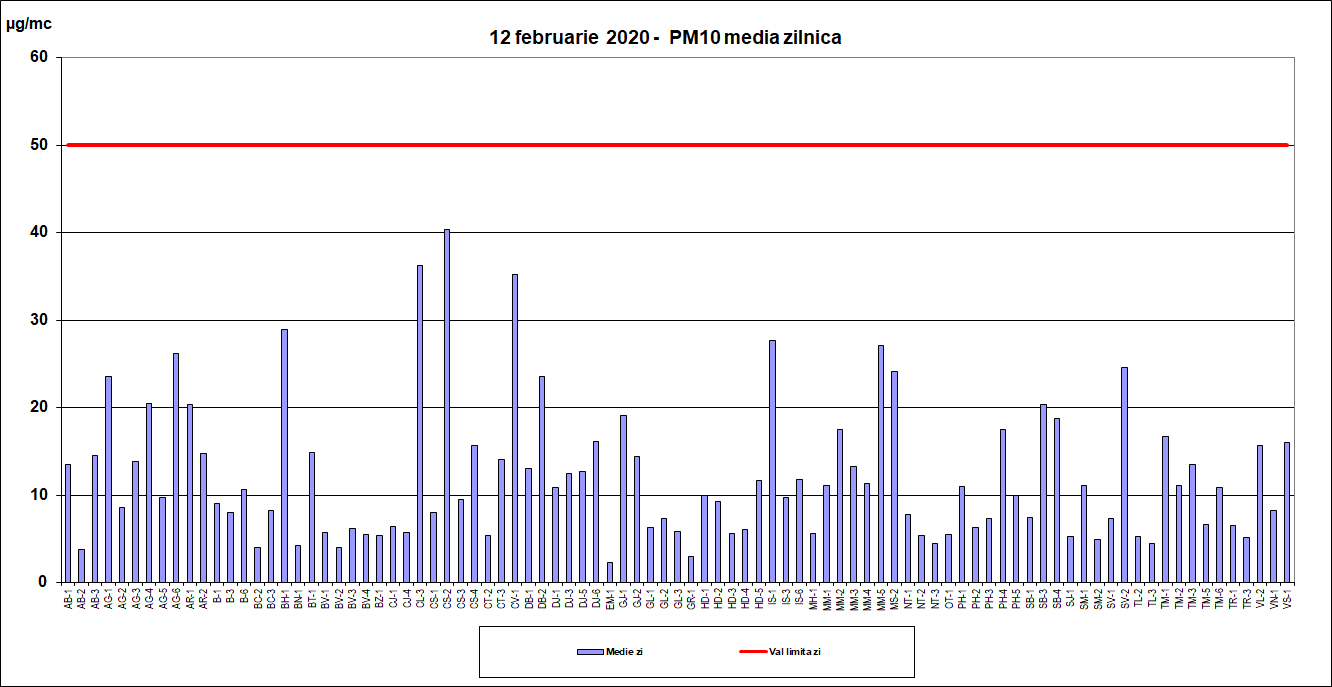 µg/mc
12 februarie 2020 - PM10 media zilnica
60
50
40
30
20
10
0
AB-1 AB-2 AB-3 AG-1 AG-2 AG-3 AG-4 AG-5 AG-6 AR-1 AR-2 B-1 B-3 B-6 BC-2 BC-3 BH-1 BN-1 BT-1 BV-1 BV-2 BV-3 BV-4 BZ-1 CJ-1 CJ-4 CL-3 CS-1 CS-2 CS-3 CS-4 CT-2 CT-3 CV-1 DB-1 DB-2 DJ-1 DJ-3 DJ-5 DJ-6 EM-1 GJ-1 GJ-2 GL-1 GL-2 GL-3 GR-1 HD-1 HD-2 HD-3 HD-4 HD-5 IS-1 IS-3 IS-6 MH-1 MM-1 MM-2 MM-3 MM-4 MM-5 MS-2 NT-1 NT-2 NT-3 OT-1 PH-1 PH-2 PH-3 PH-4 PH-5 SB-1 SB-3 SB-4 SJ-1 SM-1 SM-2 SV-1 SV-2 TL-2 TL-3 TM-1 TM-2 TM-3 TM-5 TM-6 TR-1 TR-3 VL-2 VN-1 VS-1
Medie zi Val limita zi